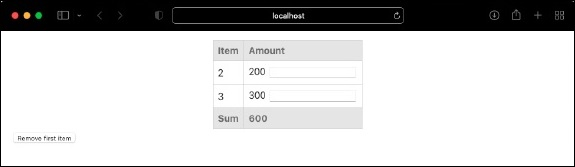 localhost
Item Amount
2 200
3 300
Sum 600
Remove first item